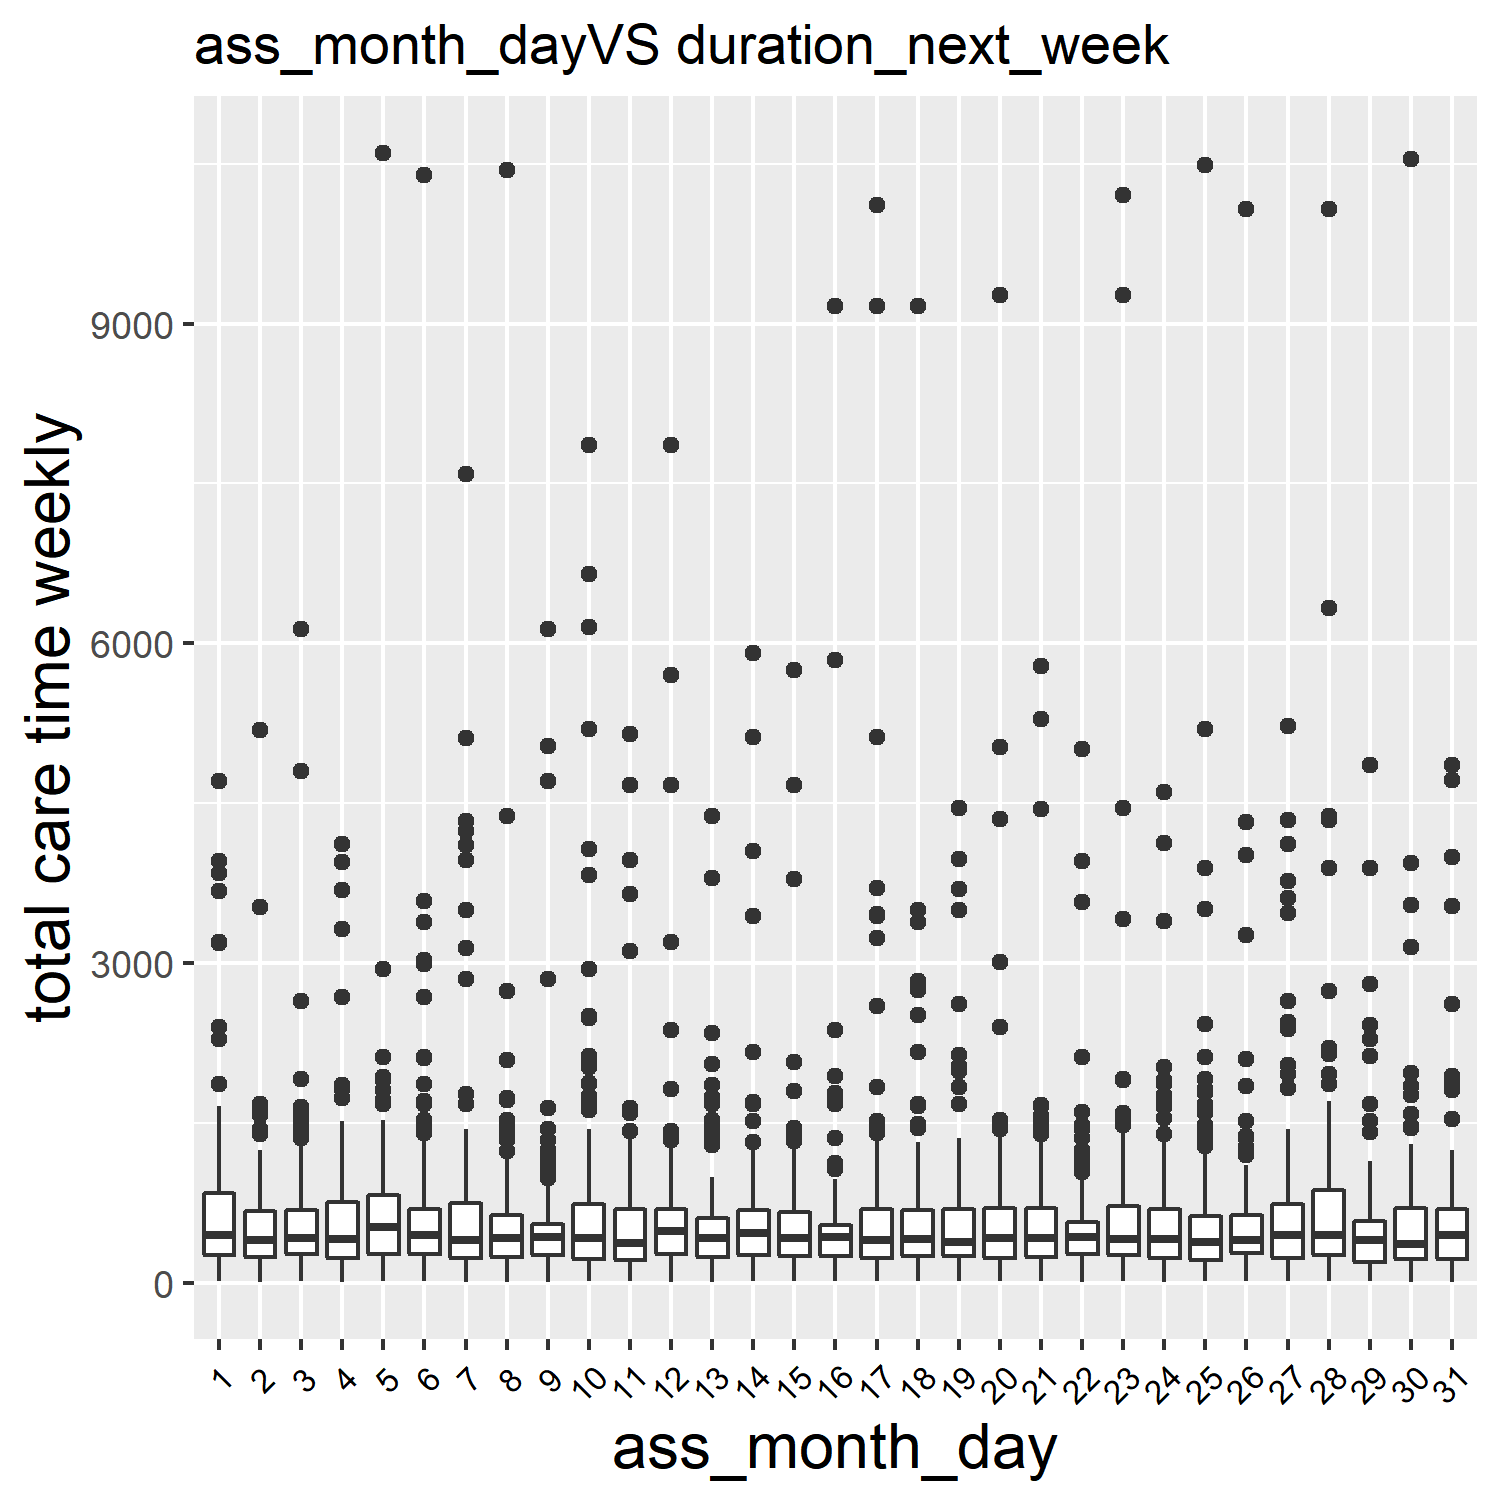 ass_month_dayVS duration_next_week
total care time weekly
9000
6000
3000
0
1 2 3 4 5 6 7 8 9 10 11 12 13 14 15 16 17 18 19 20 21 22 23 24 25 26 27 28 29 30 31
ass_month_day